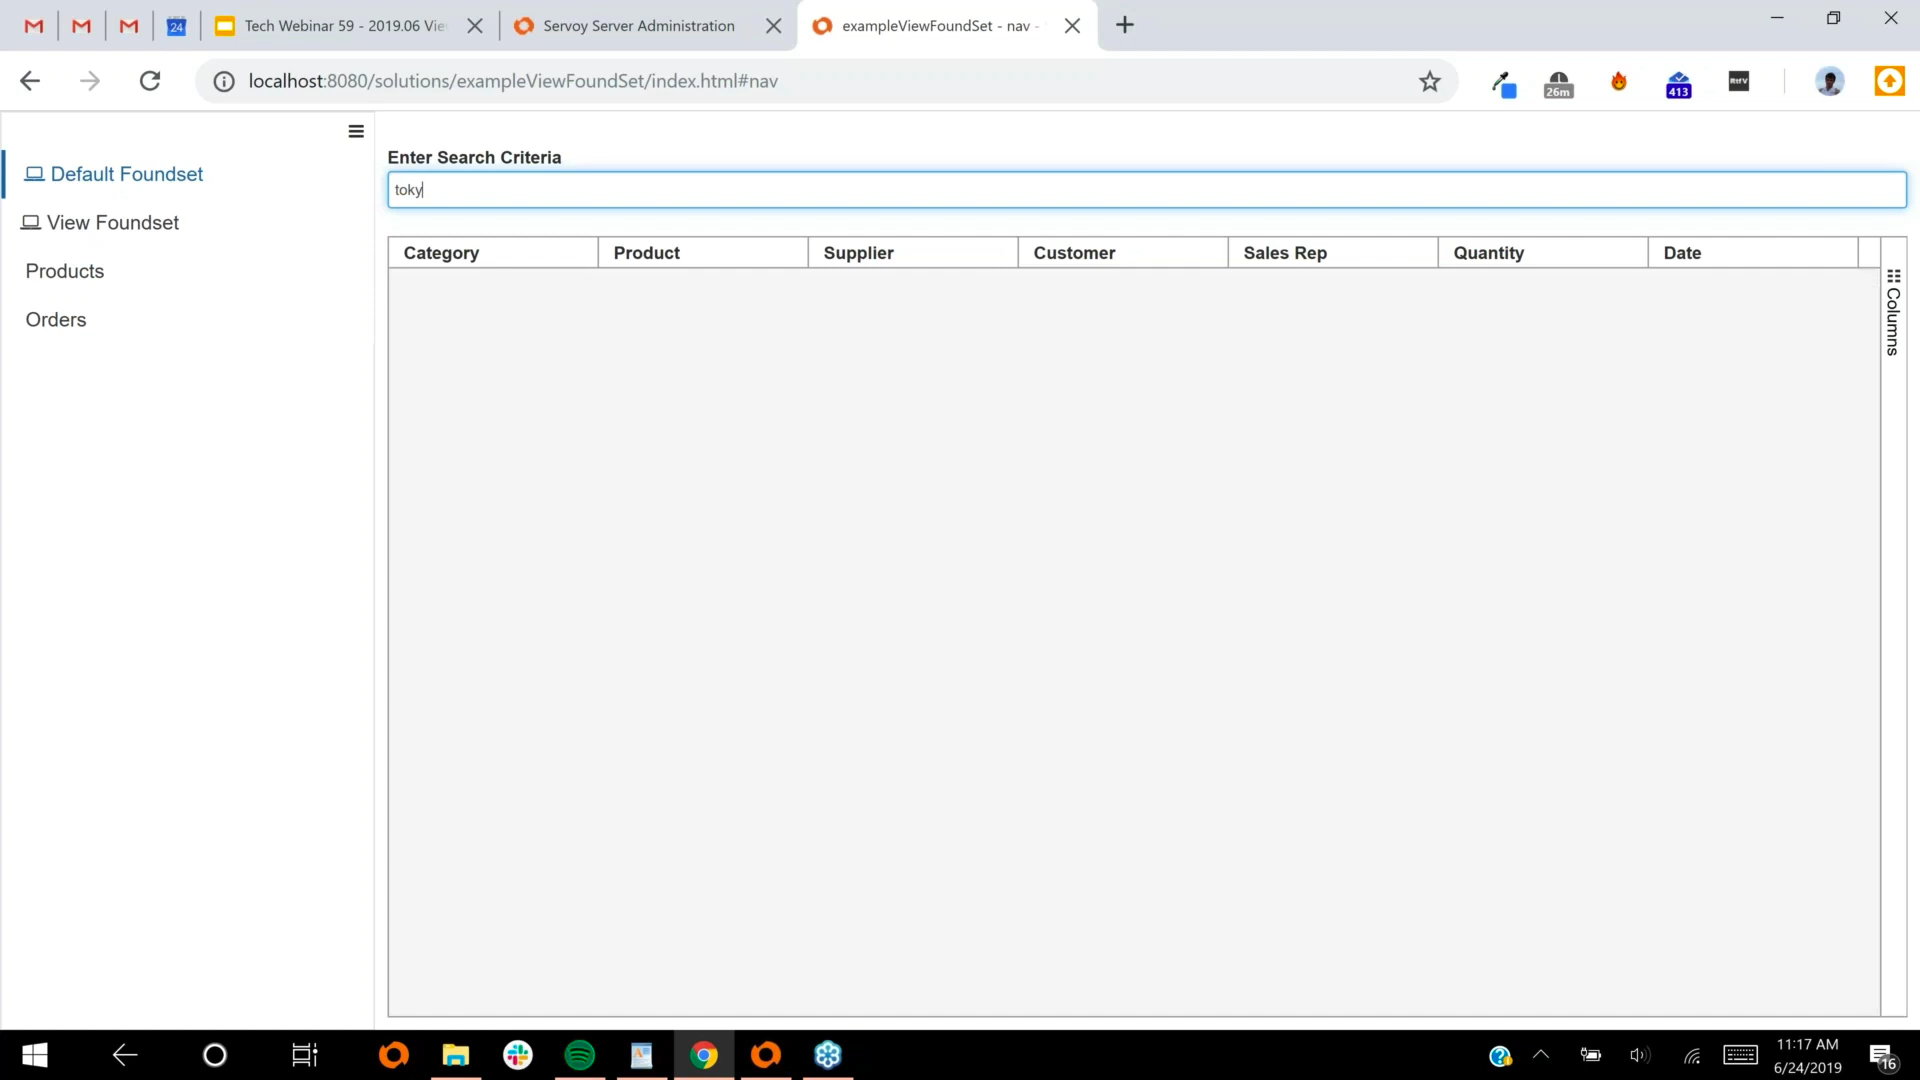 24
Tech Webinar 59 - 2019.06 Vie
Servoy Server Administration
exampleViewFoundSet - nav -
localhost:8080/solutions/exampleViewFoundSet/index.html#nav
26m
413
Default Foundset
View Foundset
Products
Orders
Enter Search Criteria
toky
Category Product Supplier Customer Sales Rep Quantity Date
Columns
11:17 AM
6/24/2019
16